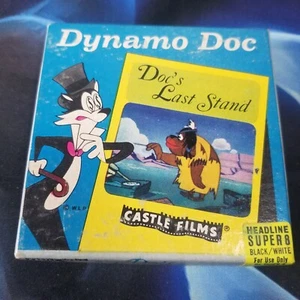 Dynamo Doc
Doc's
Last Stand
CASTLE FILMS®
HEADLINE
SUPER 8
BLACK/WHITE
For Use Only